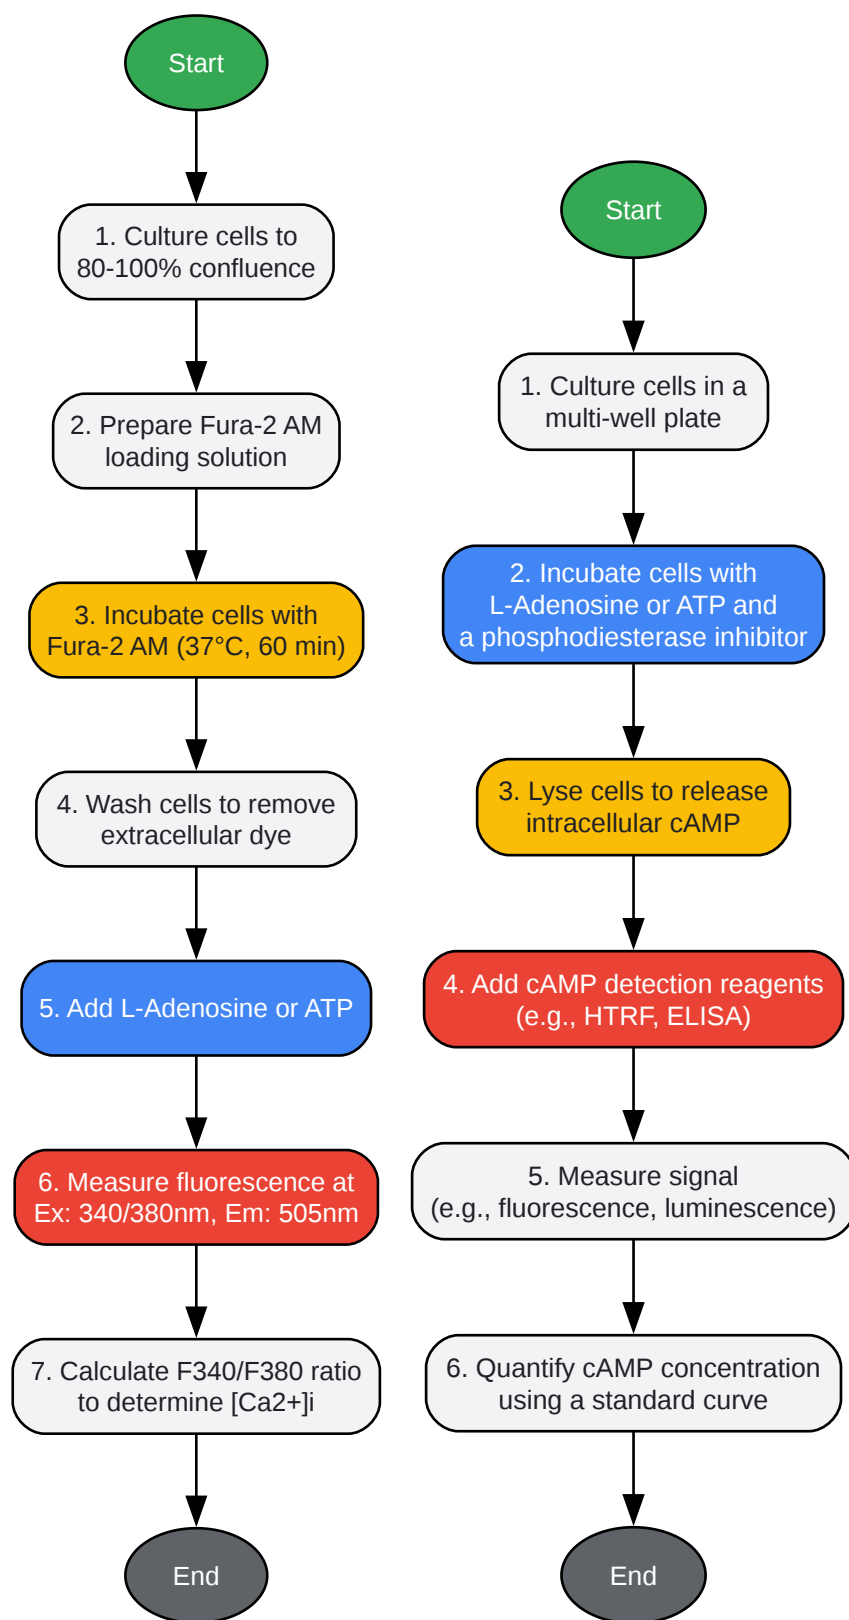 Start
1. Culture cells to
80-100% confluence
2. Prepare Fura-2 AM
loading solution
3. Incubate cells with
Fura-2 AM (37°C, 60 min)
4. Wash cells to remove
extracellular dye
5. Add L-Adenosine or ATP
6. Measure fluorescence at
Ex: 340/380nm, Em: 505nm
7. Calculate F340/F380 ratio
to determine [Ca2+]i
End
Start
1. Culture cells in a
multi-well plate
2. Incubate cells with
L-Adenosine or ATP and
a phosphodiesterase inhibitor
3. Lyse cells to release
intracellular cAMP
4. Add cAMP detection reagents
(e.g., HTRF, ELISA)
5. Measure signal
(e.g., fluorescence, luminescence)
6. Quantify cAMP concentration
using a standard curve
End